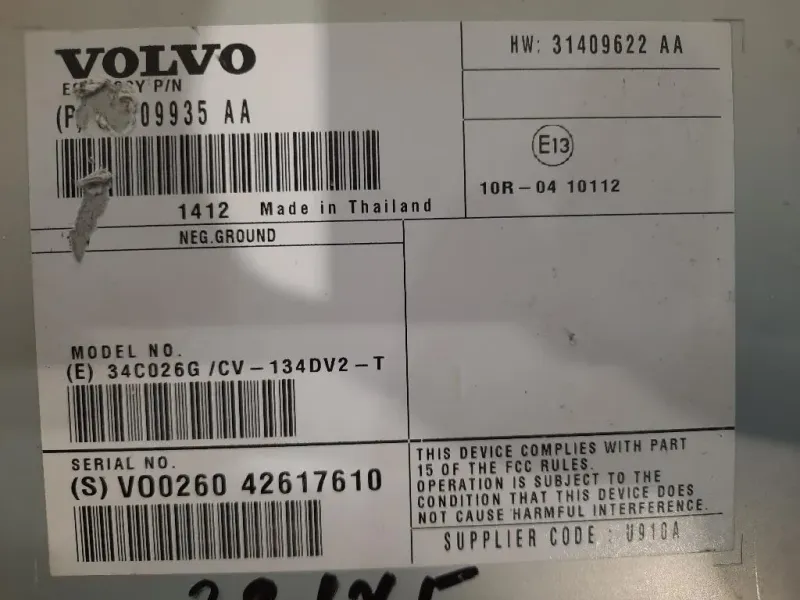 VOLVO
P/N
09935 AA
1412 Made in Thailand
HW: 31409622 AA
E13
10R-04 10112
NEG.GROUND
MODEL NO.
(E) 34C026G /CV-134DV2-T
SERIAL NO.
(S) V00260 42617610
THIS DEVICE COMPLIES WITH PART
15 OF THE FCC RULES.
OPERATION IS SUBJECT TO THE
CONDITION THAT THIS DEVICE DOES
NOT CAUSE HARMFUL INTERFERENCE.
SUPPLIER CODE :